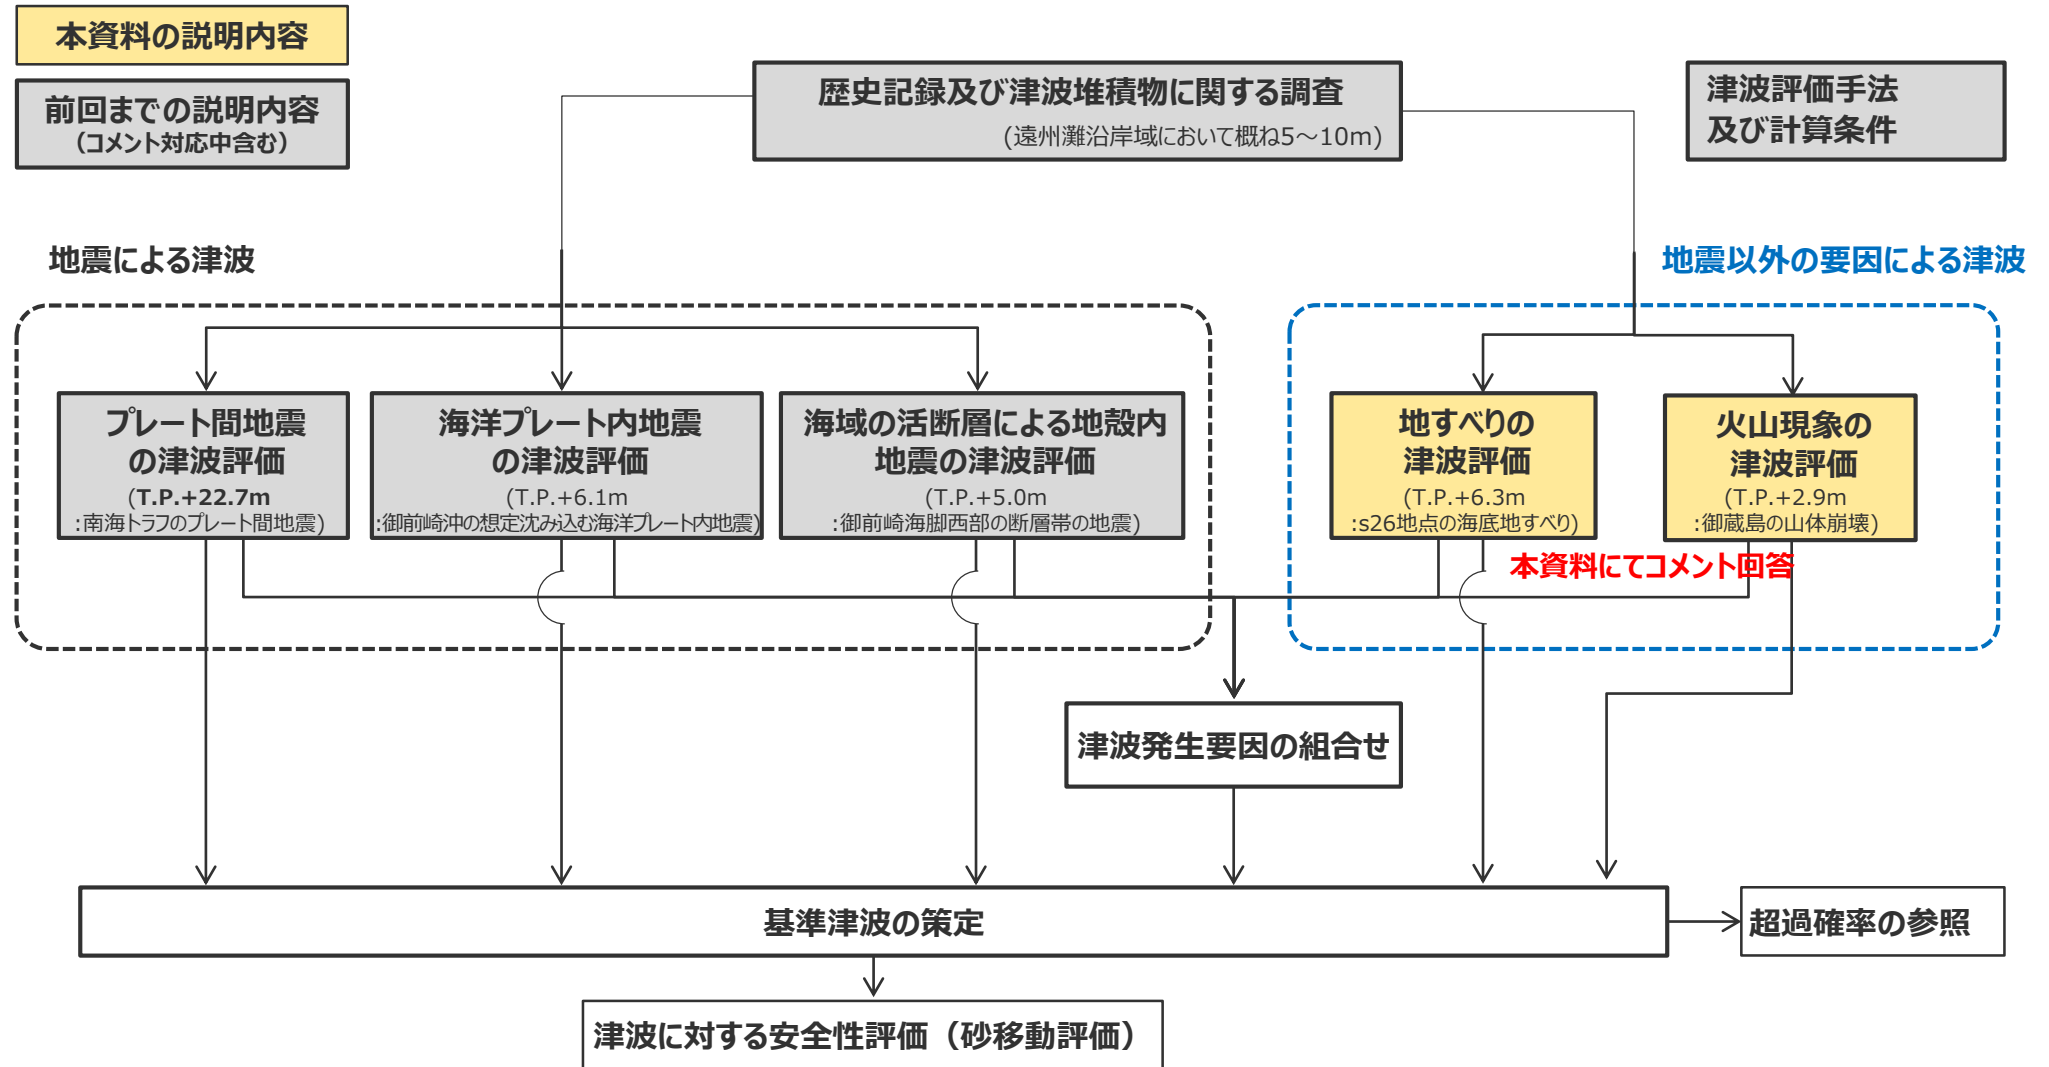 本資料の説明内容
前回までの説明内容
(コメント対応中含む)
歴史記録及び津波堆積物に関する調査
(遠州灘沿岸域において概ね5～10m)
津波評価手法
及び計算条件
地震による津波
地震以外の要因による津波
プレート間地震
の津波評価
(T.P.+22.7m
:南海トラフのプレート間地震)
海洋プレート内地震
の津波評価
(T.P.+6.1m
:御前崎沖の想定沈み込む海洋プレート内地震)
海域の活断層による地殻内
地震の津波評価
(T.P.+5.0m
:御前崎海脚西部の断層帯の地震)
地すべりの
津波評価
(T.P.+6.3m
:s26地点の海底地すべり)
火山現象の
津波評価
(T.P.+2.9m
:御蔵島の山体崩壊)
本資料にてコメント回答
津波発生要因の組合せ
基準津波の策定
超過確率の参照
津波に対する安全性評価（砂移動評価）